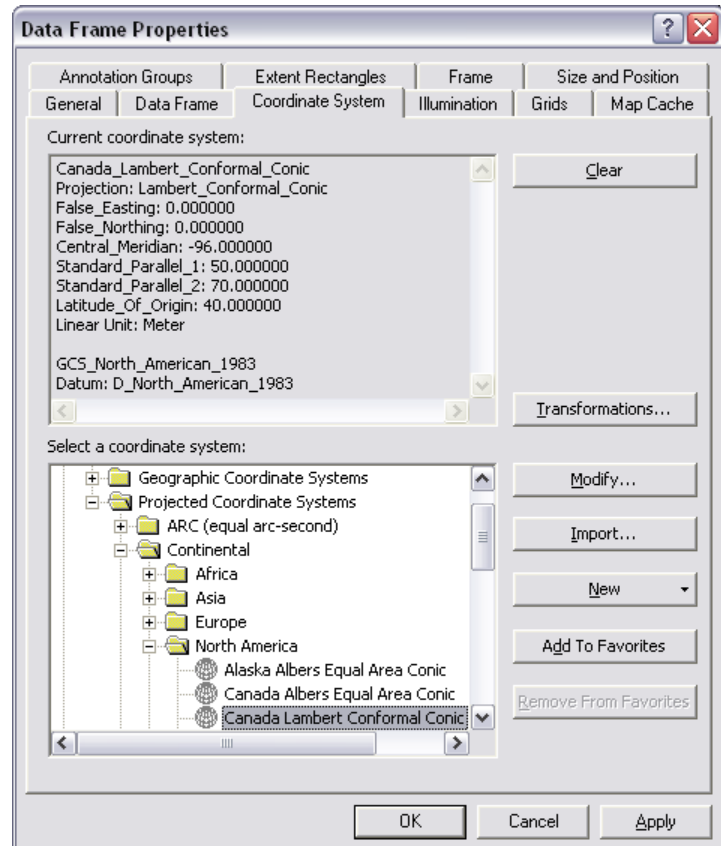 Data Frame Properties
?
Annotation Groups Extent Rectangles Frame Size and Position
General Data Frame Coordinate System Illumination Grids Map Cache
Current coordinate system:
Canada_Lambert_Conformal_Conic
Projection: Lambert_Conformal_Conic
False_Easting: 0.000000
False_Northing: 0.000000
Central_Meridian: -96.000000
Standard_Parallel_1: 50.000000
Standard_Parallel_2: 70.000000
Latitude_Of_Origin: 40.000000
Linear Unit: Meter
GCS_North_American_1983
Datum: D_North_American_1983
Clear
Transformations...
Select a coordinate system:
Geographic Coordinate Systems
Projected Coordinate Systems
ARC (equal arc-second)
Continental
Africa
Asia
Europe
North America
Alaska Albers Equal Area Conic
Canada Albers Equal Area Conic
Canada Lambert Conformal Conic
Modify...
Import...
New
Add To Favorites
Remove From Favorites
OK Cancel Apply